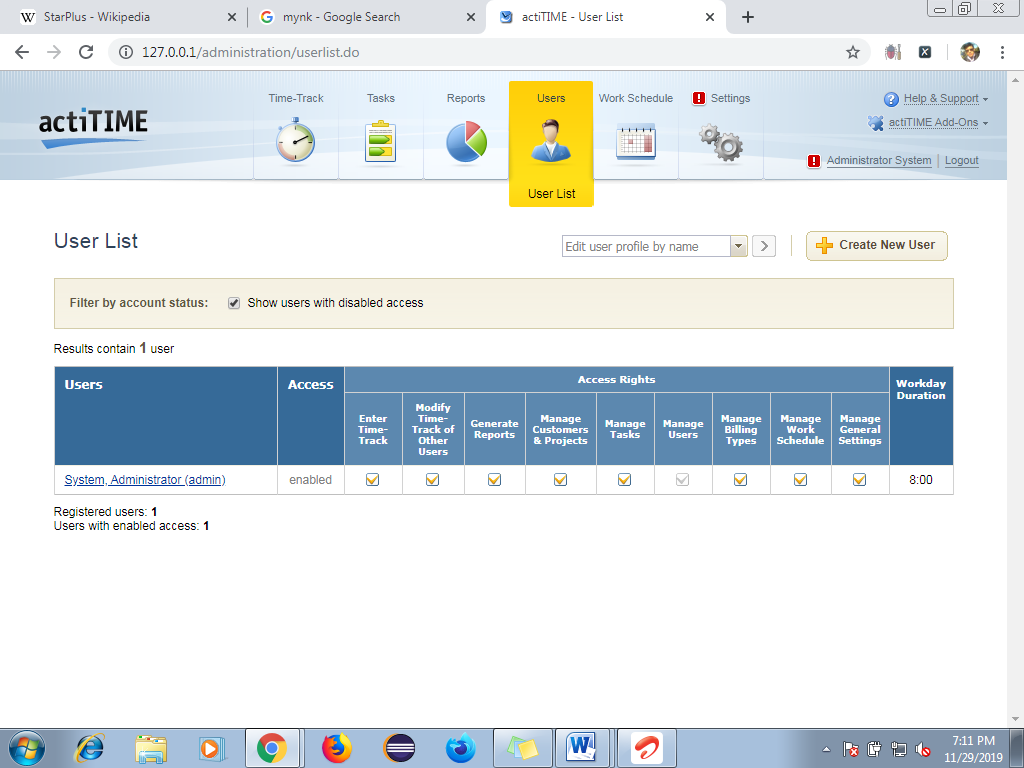 StarPlus - Wikipedia
mynk - Google Search
actiTIME - User List
127.0.0.1/administration/userlist.do
actiTIME
Time-Track
Tasks
Reports
Users
Work Schedule
Settings
User List
Help & Support
actiTIME Add-Ons
Administrator System
Logout
User List
Edit user profile by name
Create New User
Filter by account status:
Show users with disabled access
Results contain 1 user
Users
Access
Access Rights
Workday
Duration
Enter
Time-
Track
Modify
Time-
Track of
Other
Users
Generate
Reports
Manage
Customers
& Projects
Manage
Tasks
Manage
Users
Manage
Billing
Types
Manage
Work
Schedule
Manage
General
Settings
System, Administrator (admin)
enabled
8:00
Registered users: 1
Users with enabled access: 1
7:11 PM
11/29/2019